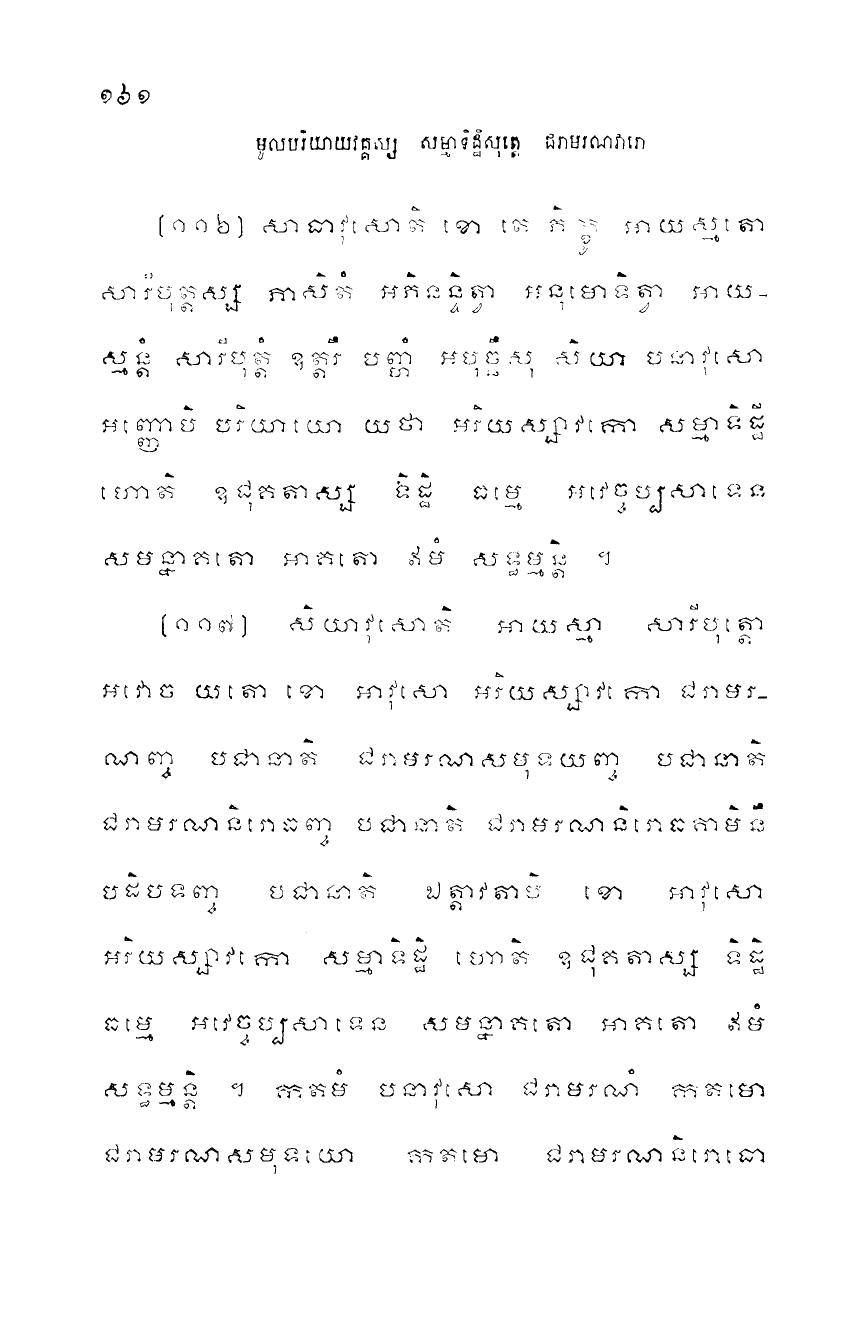 ១៦១
មូលបរិយាយវគ្គស្ស សម្មាទិដ្ឋិសុត្តេ ជរាមរណវារោ
[១១៦] សាធាវុសោតិ ខោ តេ ភិក្ខូ អាយស្មតោ
សារីបុត្តស្ស ភាសិតំ អភិនន្ទិត្វា អនុមោទិត្វា អាយ-
ស្មន្តំ សារីបុត្តំ ឧត្តរឹ បញ្ហំ អបុច្ឆឹសុ សិយា បនាវុសោ
អញ្ញោបិ បរិយាយោ យថា អរិយស្សាវកោ សម្មាទិដ្ឋី
ហោតិ ឧជុគតាស្ស ទិដ្ឋិ ធម្មេ អវេច្ចប្បសាទេន
សមន្នាគតោ អាគតោ ឥមំ សទ្ធម្មន្តិ ។
[១១៧] សិយាវុសោតិ អាយស្មា សារីបុត្តោ
អវោច យតោ ខោ អាវុសោ អរិយស្សាវកោ ជរាមរ-
ណញ្ច បជានាតិ ជរាមរណសមុទយញ្ច បជានាតិ
ជរាមរណនិរោធញ្ច បជានាតិ ជរាមរណនិរោធគាមិនឹ
បដិបទញ្ច បជានាតិ ឯត្តាវតាបិ ខោ អាវុសោ
អរិយស្សាវកោ សម្មាទិដ្ឋិ ហោតិ ឧជុគតាស្ស ទិដ្ឋិ
ធម្មេ អវេច្ចប្បសាទេន សមន្នាគតោ អាគតោ ឥមំ
សទ្ធម្មន្តិ ។ កតមំ បនាវុសោ ជរាមរណំ កតមោ
ជរាមរណសមុទយោ កតមោ ជរាមរណនិរោធោ